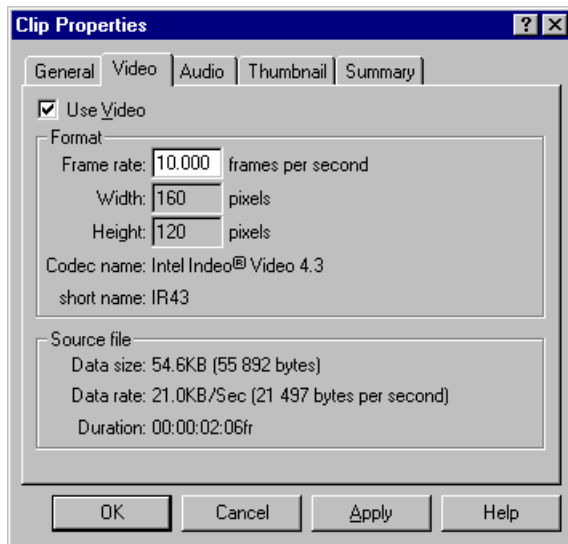 Clip Properties
General Video Audio Thumbnail Summary
Use Video
Format
Frame rate: 10.000 frames per second
Width: 160 pixels
Height: 120 pixels
Codec name: Intel Indeo® Video 4.3
short name: IR43
Source file
Data size: 54.6KB (55 892 bytes)
Data rate: 21.0KB/Sec (21 497 bytes per second)
Duration: 00:00:02:06fr
OK Cancel Apply Help